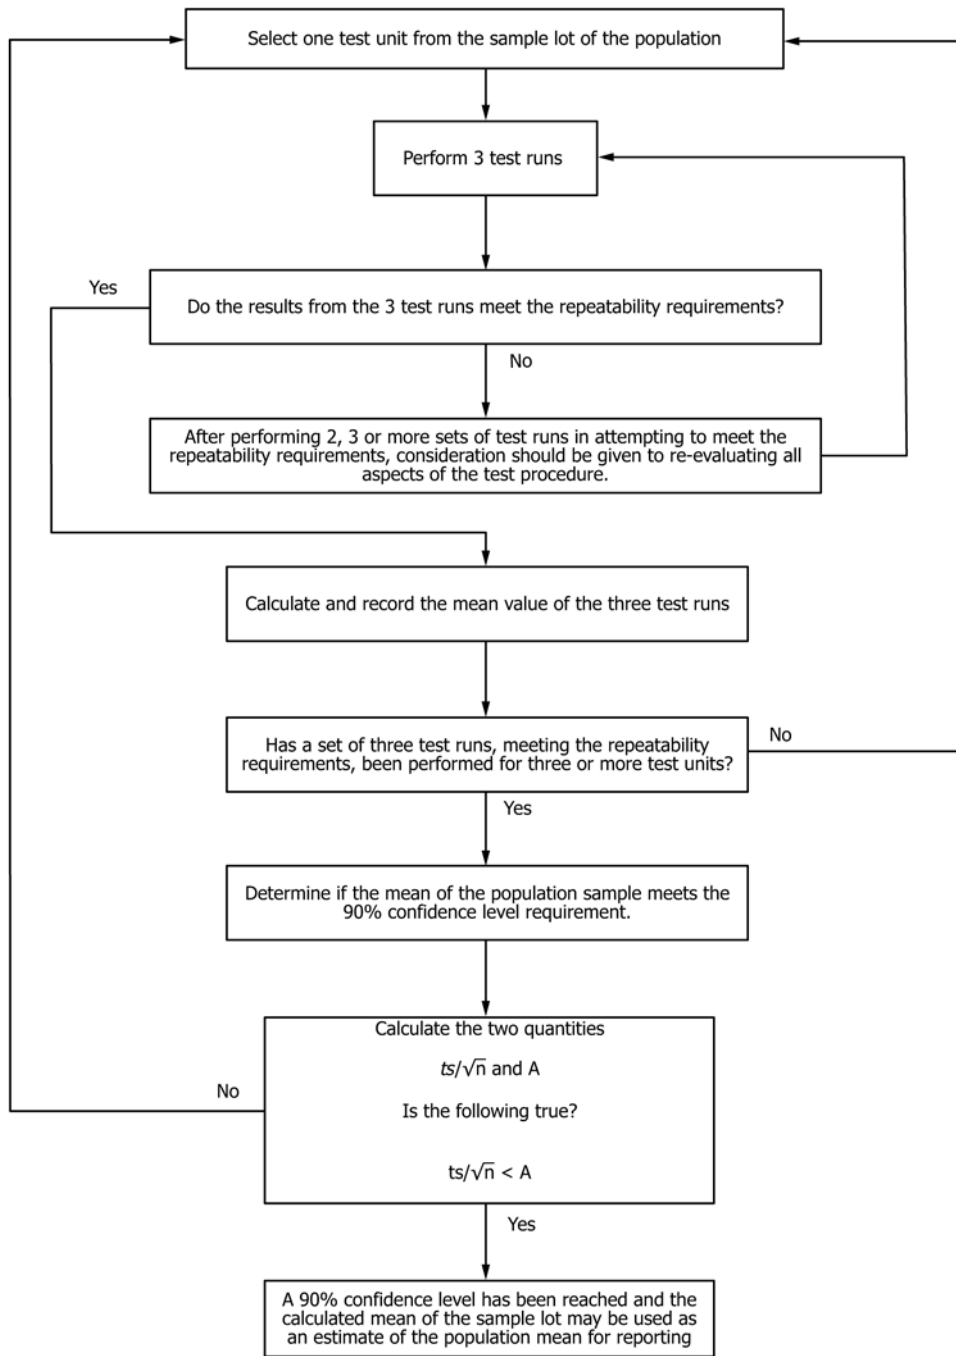 Select one test unit from the sample lot of the population
Perform 3 test runs
Yes
Do the results from the 3 test runs meet the repeatability requirements?
No
After performing 2, 3 or more sets of test runs in attempting to meet the
repeatability requirements, consideration should be given to re-evaluating all
aspects of the test procedure.
Calculate and record the mean value of the three test runs
Has a set of three test runs, meeting the repeatability
requirements, been performed for three or more test units?
No
Yes
Determine if the mean of the population sample meets the
90% confidence level requirement.
Calculate the two quantities
ts/√n and A
No
Is the following true?
ts/√n < A
Yes
A 90% confidence level has been reached and the
calculated mean of the sample lot may be used as
an estimate of the population mean for reporting